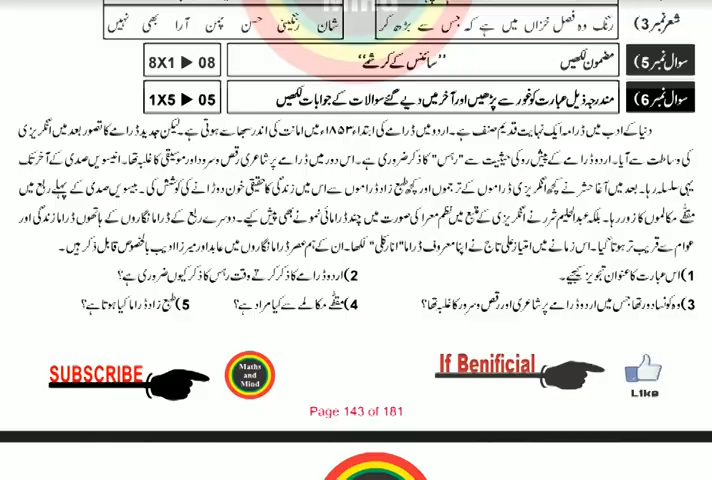 Mind
شعر نمبر 3) رنگ وہ فصل خزاں میں ہے کہ جس سے بڑھ کر شان رنگینی حسن چمن آرا بھی نہیں
سوال نمبر 5) مضمون لکھیں "سائنس کے کرشمے" 8X1 ▶ 08
سوال نمبر 6) مندرجہ ذیل عبارت کو غور سے پڑھیں اور آخر میں دیے گئے سوالات کے جوابات لکھیں 1X5 ▶ 05
دنیا کے ادب میں ڈرامہ ایک نہایت قدیم صنف ہے۔ اردو میں ڈرامے کی ابتداء ۱۸۵۳ء میں امانت کی اندر سبھا سے ہوتی ہے۔ لیکن جدید ڈرامے کا تصور بعد میں انگریزی
کی وساطت سے آیا۔ اردو ڈرامے کے پیش رو کی حیثیت سے "رہس" کا ذکر ضروری ہے۔ اس دور میں ڈرامے پر شاعری رقص و سرود اور موسیقی کا غلبہ تھا۔ انیسویں صدی کے آخر تک
یہی سلسلہ رہا۔ بعد میں آغا حشر نے کچھ انگریزی ڈراموں کے ترجموں اور کچھ طبع زاد ڈراموں سے اس میں زندگی کا حقیقی خون دوڑانے کی کوشش کی۔ بیسویں صدی کے پہلے ربع میں
مقفّٰے مکالموں کا زور رہا۔ بلکہ عبدالحلیم شرر نے انگریزی کے تتبع میں نظم معرا کی صورت میں چند ڈرامائی نمونے بھی پیش کیے۔ دوسرے ربع کے ڈراما نگاروں کے ہاتھوں ڈراما زندگی اور
عوام سے قریب تر ہوتا گیا۔ اس زمانے میں امتیاز علی تاج نے اپنا معروف ڈراما "انارکلی" لکھا۔ ان کے ہم عصر ڈراما نگاروں میں عابد اور میرزا ادیب بالخصوص قابل ذکر ہیں۔
1) اس عبارت کا عنوان تجویز کیجیے۔ 2) اردو ڈرامے کا ذکر کرتے وقت رہس کا ذکر کیوں ضروری ہے؟
3) وہ کونسا دور تھا جس میں اردو ڈرامے پر شاعری اور رقص و سرور کا غلبہ تھا؟ 4) مقفّٰے مکالمے سے کیا مراد ہے؟ 5) طبع زاد ڈراما کیا ہوتا ہے؟
SUBSCRIBE
Maths
and
Mind
If Benificial
Like
Page 143 of 181